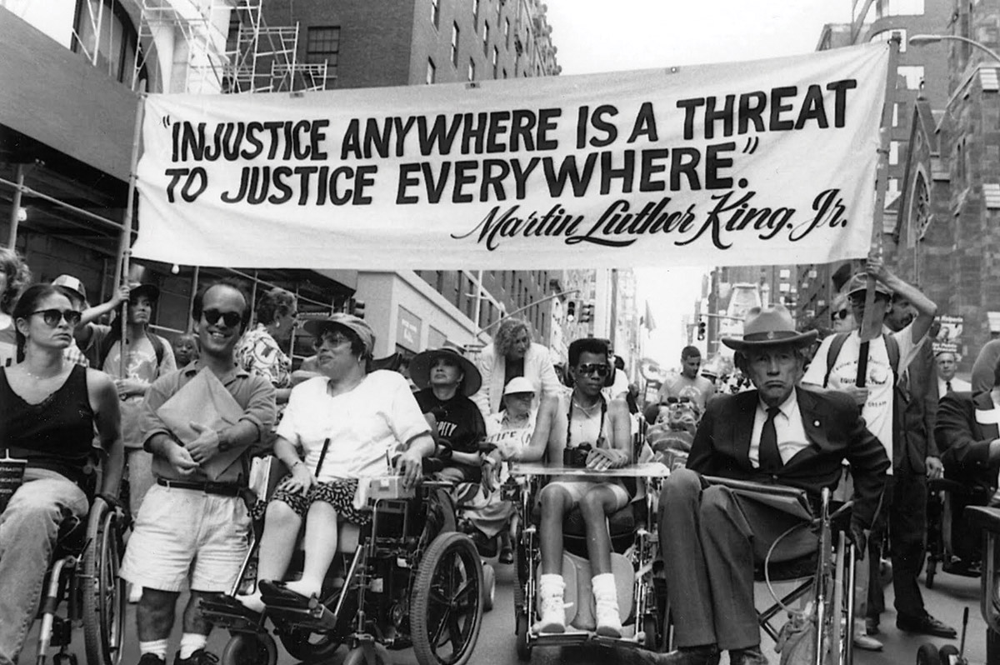 "INJUSTICE ANYWHERE IS A THREAT
TO JUSTICE EVERYWHERE."
Martin Luther King, Jr.